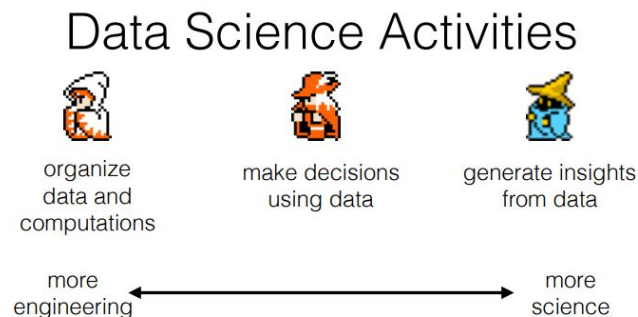 Data Science Activities
organize
data and
computations
make decisions
using data
generate insights
from data
more
engineering
more
science